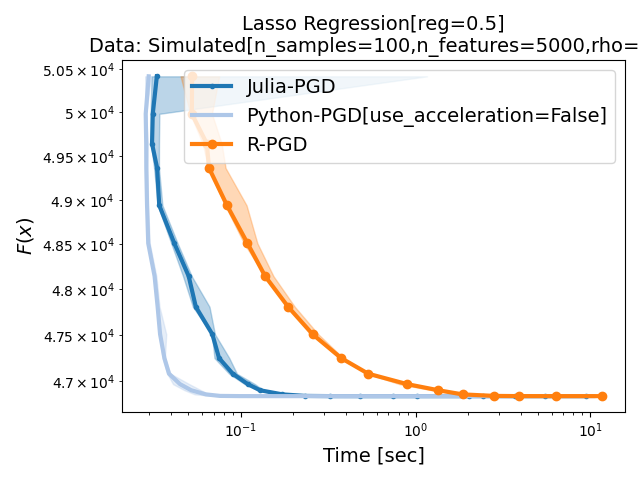 Lasso Regression[reg=0.5]
Data: Simulated[n_samples=100,n_features=5000,rho=
Julia-PGD
Python-PGD[use_acceleration=False]
R-PGD
5.05 × 10⁴
5 × 10⁴
4.95 × 10⁴
4.9 × 10⁴
4.85 × 10⁴
4.8 × 10⁴
4.75 × 10⁴
4.7 × 10⁴
F(x)
10⁻¹ 10⁰ 10¹
Time [sec]